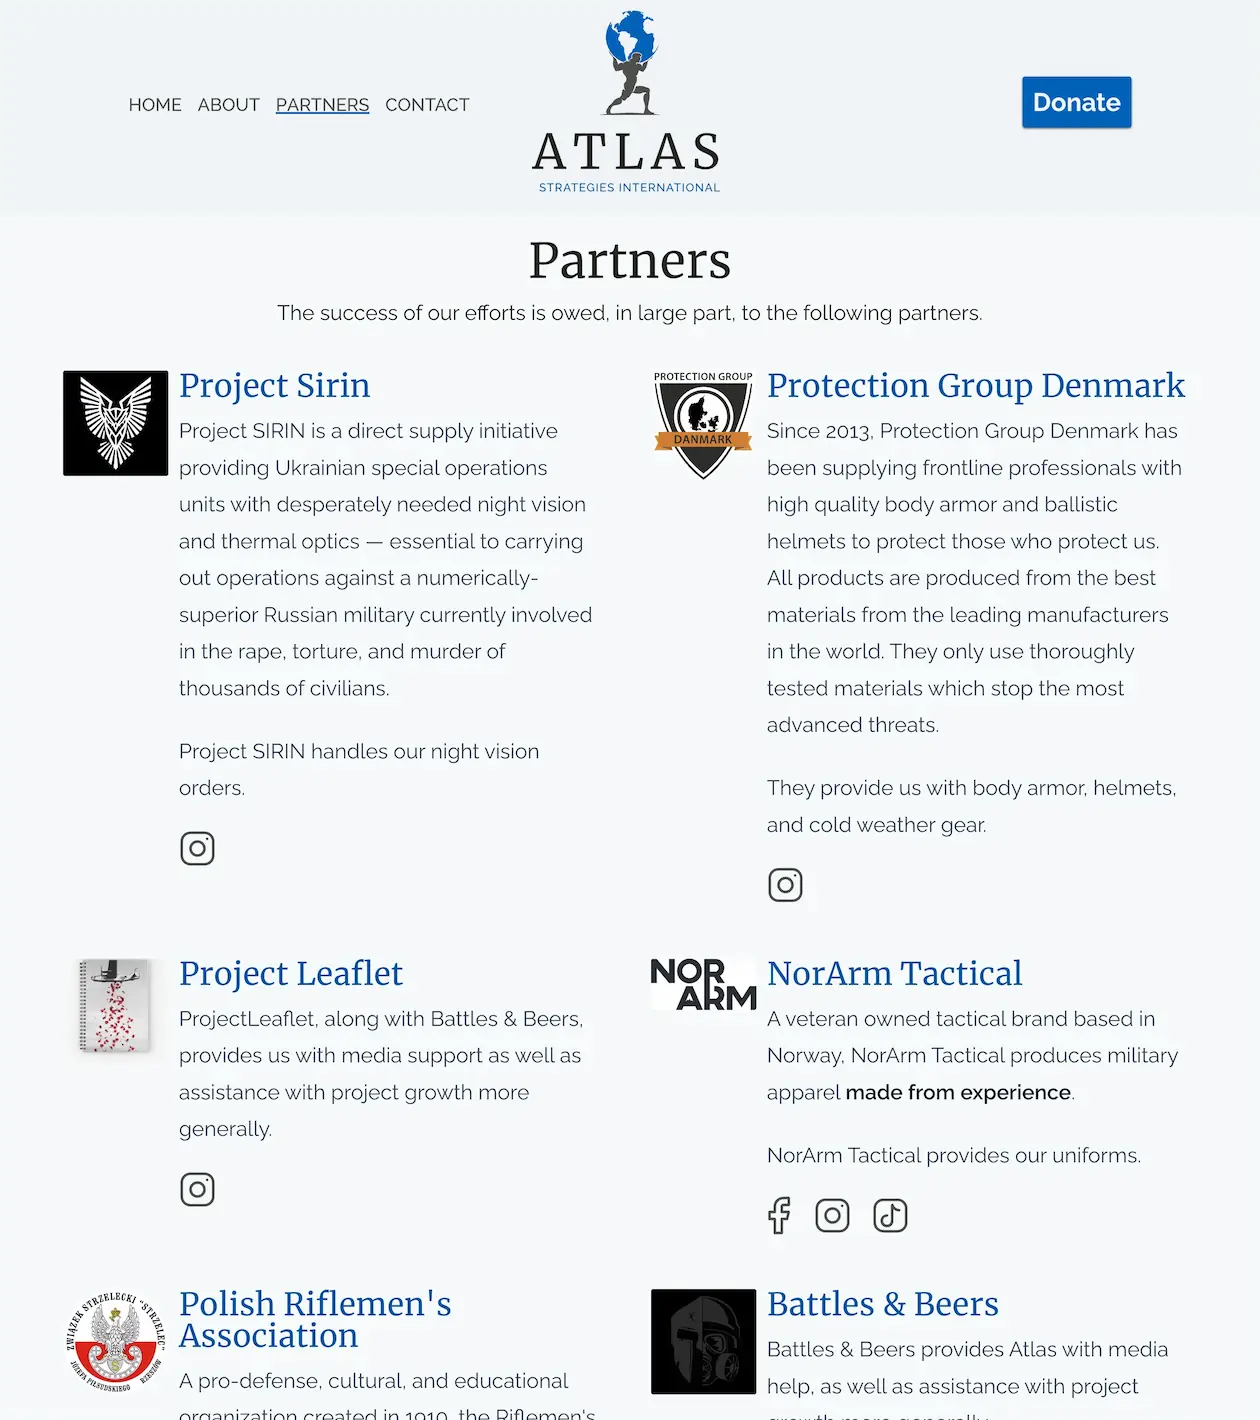 HOME ABOUT PARTNERS CONTACT
ATLAS
STRATEGIES INTERNATIONAL
Donate
Partners
The success of our efforts is owed, in large part, to the following partners.
Project Sirin
Project SIRIN is a direct supply initiative
providing Ukrainian special operations
units with desperately needed night vision
and thermal optics — essential to carrying
out operations against a numerically-
superior Russian military currently involved
in the rape, torture, and murder of
thousands of civilians.
Project SIRIN handles our night vision
orders.
PROTECTION GROUP
DANMARK
Protection Group Denmark
Since 2013, Protection Group Denmark has
been supplying frontline professionals with
high quality body armor and ballistic
helmets to protect those who protect us.
All products are produced from the best
materials from the leading manufacturers
in the world. They only use thoroughly
tested materials which stop the most
advanced threats.
They provide us with body armor, helmets,
and cold weather gear.
Project Leaflet
ProjectLeaflet, along with Battles & Beers,
provides us with media support as well as
assistance with project growth more
generally.
NOR
ARM
NorArm Tactical
A veteran owned tactical brand based in
Norway, NorArm Tactical produces military
apparel made from experience.
NorArm Tactical provides our uniforms.
ZWIĄZEK STRZELECKI "STRZELEC"
JÓZEFA PIŁSUDSKIEGO RZESZÓW
Polish Riflemen's
Association
A pro-defense, cultural, and educational
organization created in 1910, the Riflemen's
Battles & Beers
Battles & Beers provides Atlas with media
help, as well as assistance with project
growth more generally.